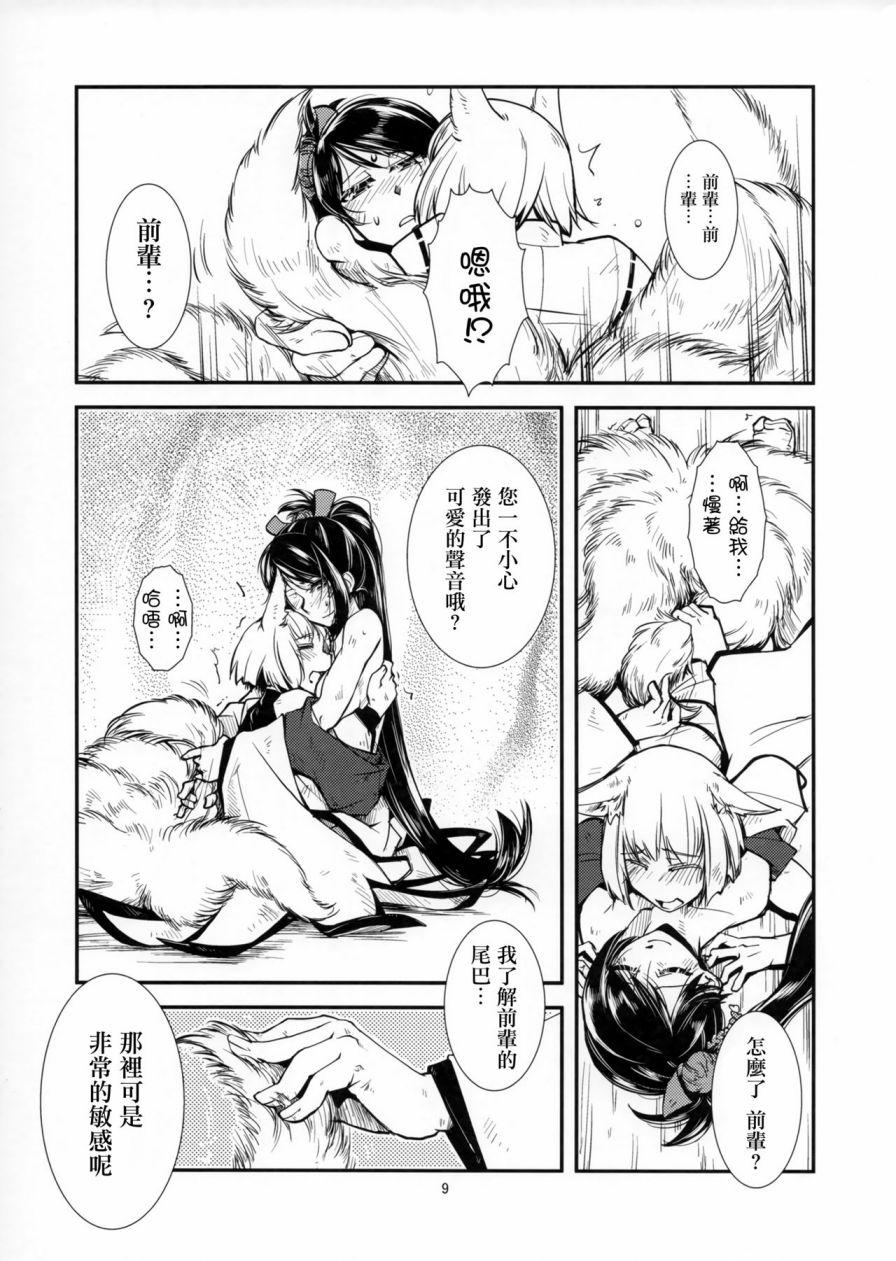 前輩…前
…輩…
嗯哦!?
前輩…？
啊…給我…
…慢著
怎麼了 前輩？
您一不小心
發出了
可愛的聲音哦？
…啊…
哈唔…
我了解前輩的
尾巴…
那裡可是
非常的敏感呢
9